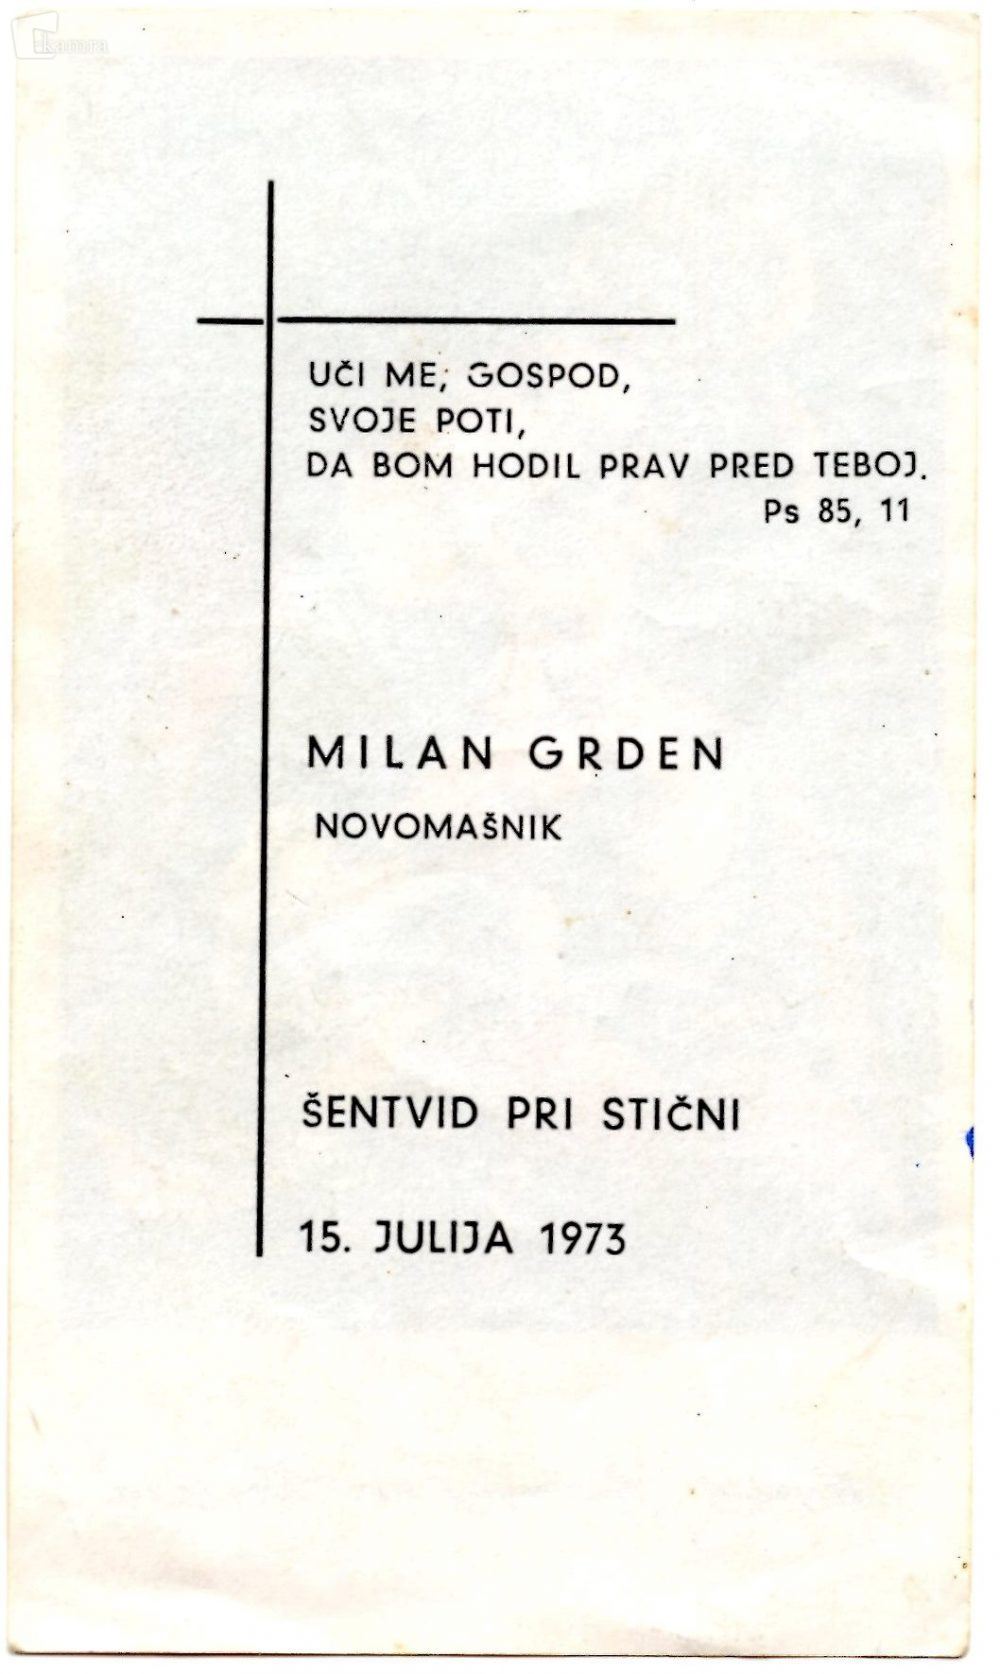 kamra
UČI ME, GOSPOD,
SVOJE POTI,
DA BOM HODIL PRAV PRED TEBOJ.
Ps 85, 11
MILAN GRDEN
NOVOMAŠNIK
ŠENTVID PRI STIČNI
15. JULIJA 1973